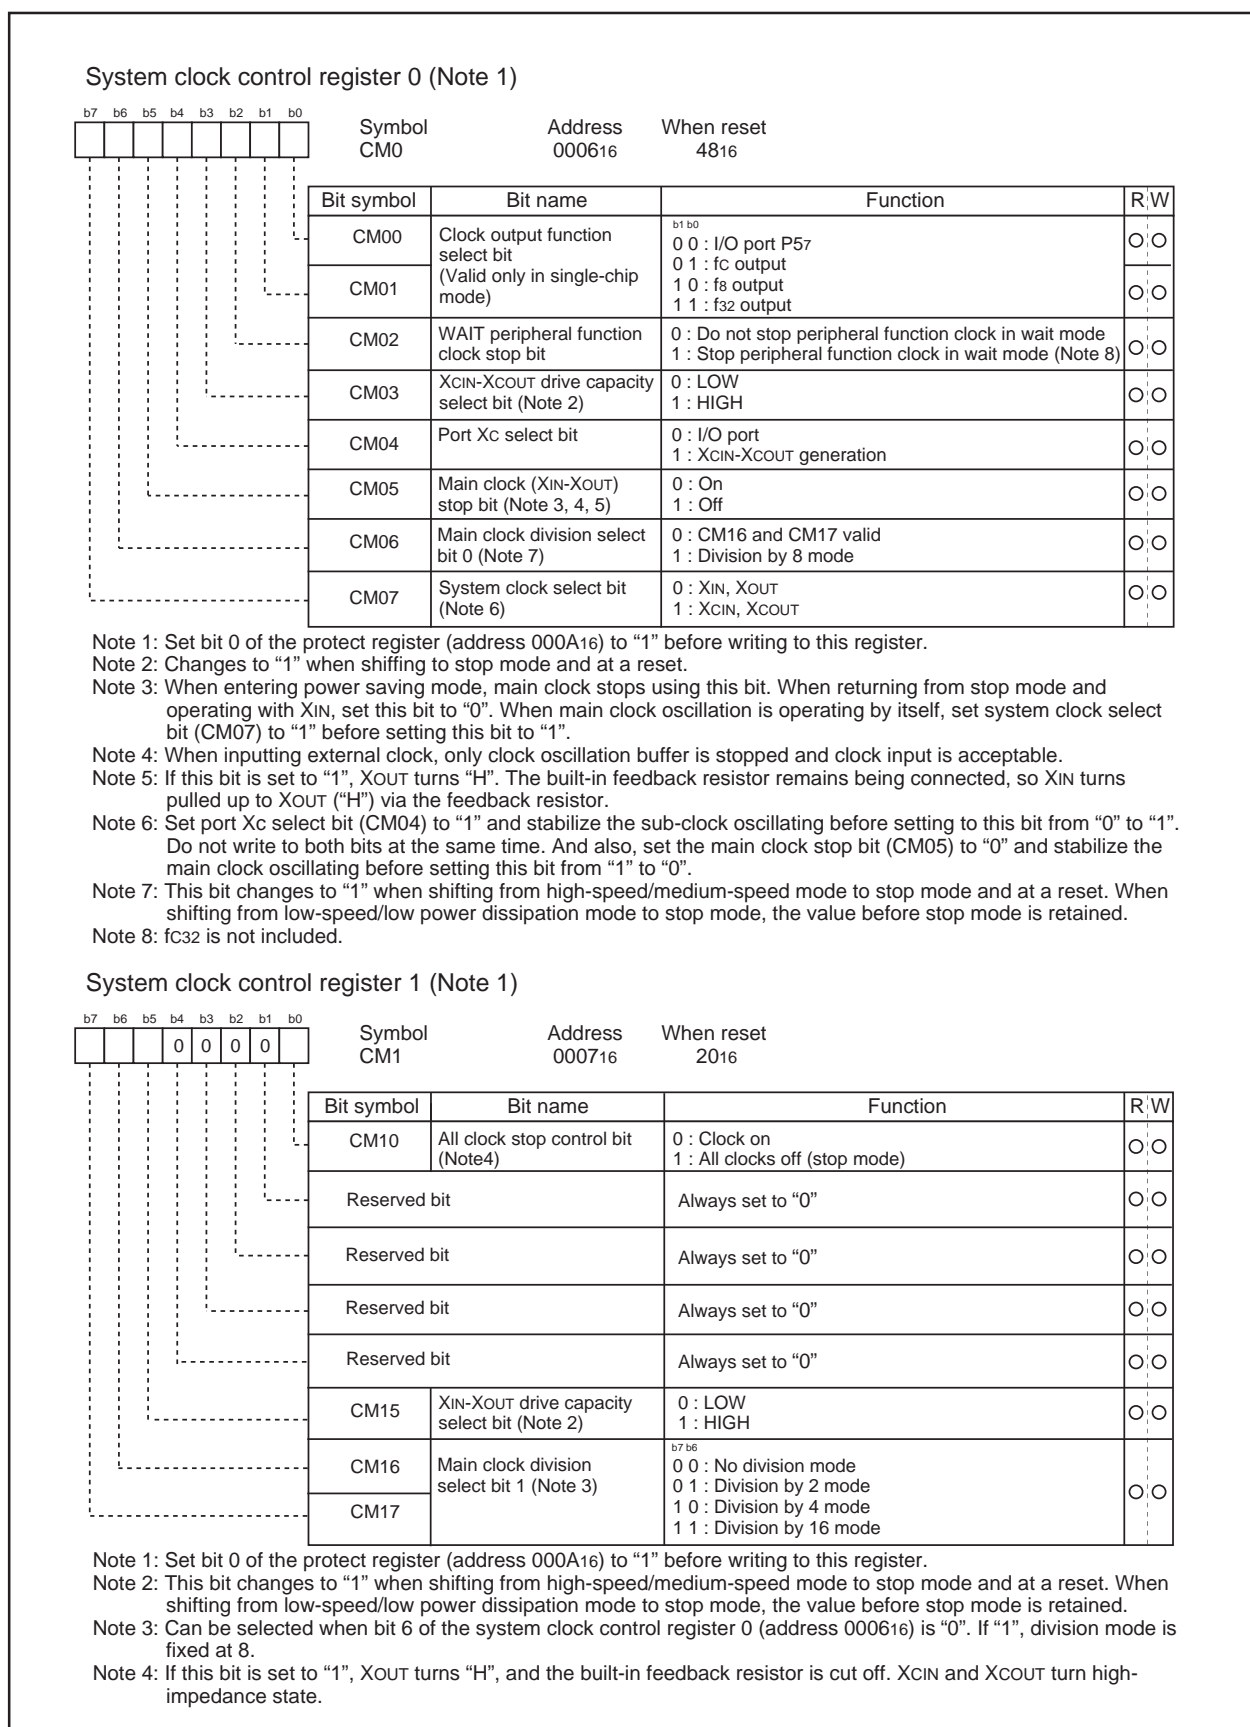 System clock control register 0 (Note 1)
b7 b6 b5 b4 b3 b2 b1 b0
Symbol Address When reset
CM0 000616 4816
Bit symbol Bit name Function R W
CM00 Clock output function select bit (Valid only in single-chip mode)
b1 b0
0 0 : I/O port P57
0 1 : fC output
CM01
1 0 : f8 output
1 1 : f32 output
CM02 WAIT peripheral function 0 : Do not stop peripheral function clock in wait mode
clock stop bit 1 : Stop peripheral function clock in wait mode (Note 8)
CM03 XCIN-XCOUT drive capacity 0 : LOW
select bit (Note 2) 1 : HIGH
CM04 Port XC select bit 0 : I/O port
1 : XCIN-XCOUT generation
CM05 Main clock (XIN-XOUT) 0 : On
stop bit (Note 3, 4, 5) 1 : Off
CM06 Main clock division select 0 : CM16 and CM17 valid
bit 0 (Note 7) 1 : Division by 8 mode
CM07 System clock select bit 0 : XIN, XOUT
(Note 6) 1 : XCIN, XCOUT
Note 1: Set bit 0 of the protect register (address 000A16) to “1” before writing to this register.
Note 2: Changes to “1” when shiffing to stop mode and at a reset.
Note 3: When entering power saving mode, main clock stops using this bit. When returning from stop mode and
operating with XIN, set this bit to “0”. When main clock oscillation is operating by itself, set system clock select
bit (CM07) to “1” before setting this bit to “1”.
Note 4: When inputting external clock, only clock oscillation buffer is stopped and clock input is acceptable.
Note 5: If this bit is set to “1”, XOUT turns “H”. The built-in feedback resistor remains being connected, so XIN turns
pulled up to XOUT (“H”) via the feedback resistor.
Note 6: Set port Xc select bit (CM04) to “1” and stabilize the sub-clock oscillating before setting to this bit from “0” to “1”.
Do not write to both bits at the same time. And also, set the main clock stop bit (CM05) to “0” and stabilize the
main clock oscillating before setting this bit from “1” to “0”.
Note 7: This bit changes to “1” when shifting from high-speed/medium-speed mode to stop mode and at a reset. When
shifting from low-speed/low power dissipation mode to stop mode, the value before stop mode is retained.
Note 8: fC32 is not included.
System clock control register 1 (Note 1)
b7 b6 b5 b4 b3 b2 b1 b0
0 0 0 0
Symbol Address When reset
CM1 000716 2016
Bit symbol Bit name Function R W
CM10 All clock stop control bit 0 : Clock on
(Note4) 1 : All clocks off (stop mode)
Reserved bit Always set to “0”
Reserved bit Always set to “0”
Reserved bit Always set to “0”
Reserved bit Always set to “0”
CM15 XIN-XOUT drive capacity 0 : LOW
select bit (Note 2) 1 : HIGH
b7 b6
CM16 Main clock division 0 0 : No division mode
select bit 1 (Note 3) 0 1 : Division by 2 mode
CM17 1 0 : Division by 4 mode
1 1 : Division by 16 mode
Note 1: Set bit 0 of the protect register (address 000A16) to “1” before writing to this register.
Note 2: This bit changes to “1” when shifting from high-speed/medium-speed mode to stop mode and at a reset. When
shifting from low-speed/low power dissipation mode to stop mode, the value before stop mode is retained.
Note 3: Can be selected when bit 6 of the system clock control register 0 (address 000616) is “0”. If “1”, division mode is
fixed at 8.
Note 4: If this bit is set to “1”, XOUT turns “H”, and the built-in feedback resistor is cut off. XCIN and XCOUT turn high-
impedance state.